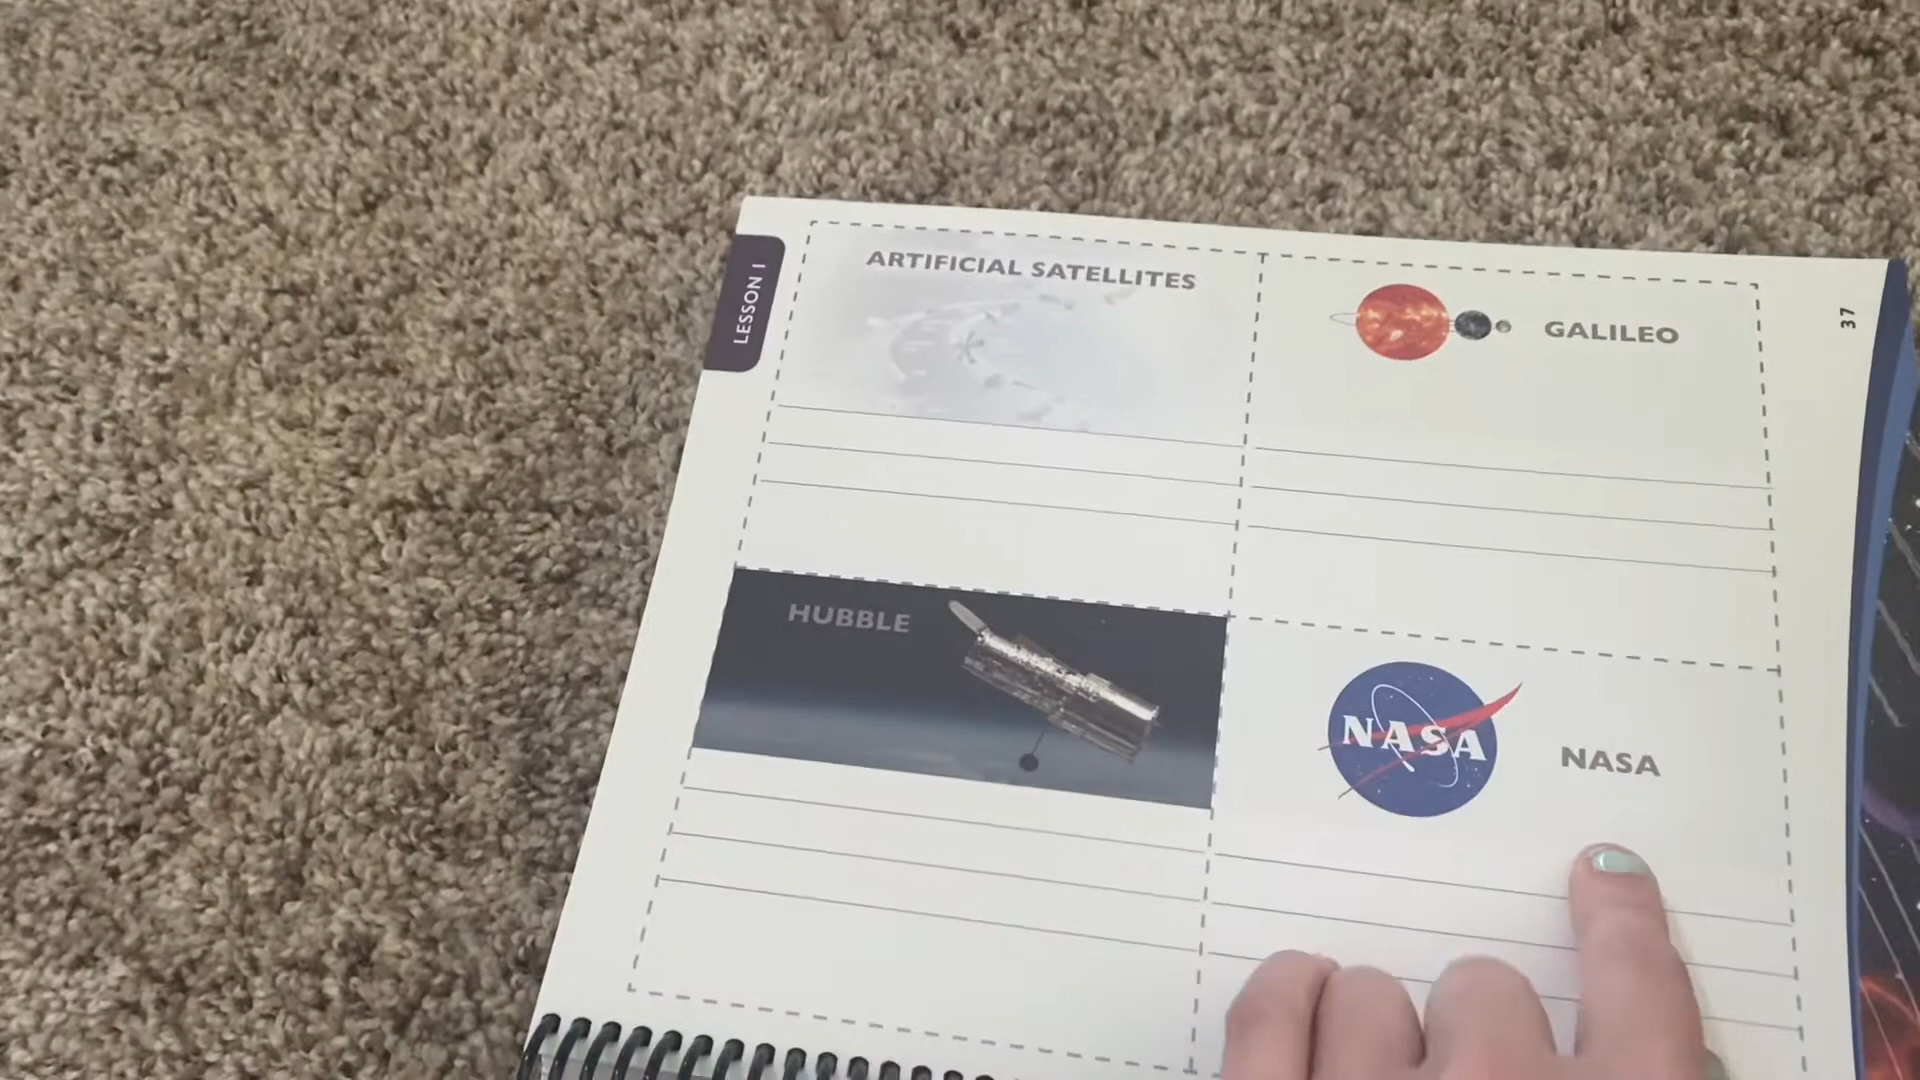 LESSON 1
ARTIFICIAL SATELLITES
GALILEO
37
HUBBLE
NASA
NASA